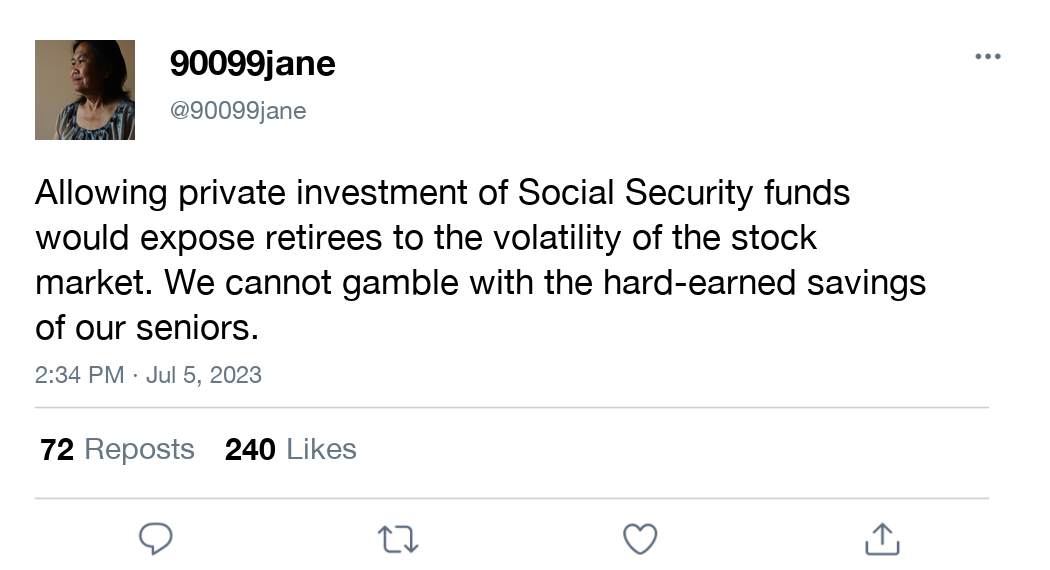 90099jane
@90099jane
Allowing private investment of Social Security funds
would expose retirees to the volatility of the stock
market. We cannot gamble with the hard-earned savings
of our seniors.
2:34 PM · Jul 5, 2023
72 Reposts 240 Likes